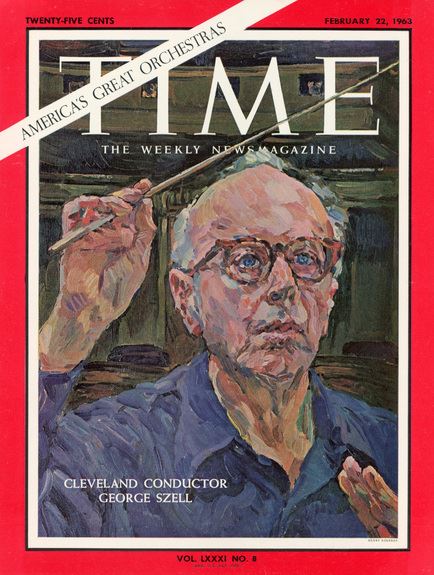 TWENTY-FIVE CENTS
FEBRUARY 22, 1963
AMERICA'S GREAT ORCHESTRAS
TIME
THE WEEKLY NEWSMAGAZINE
CLEVELAND CONDUCTOR
GEORGE SZELL
VOL. LXXXI NO. 8